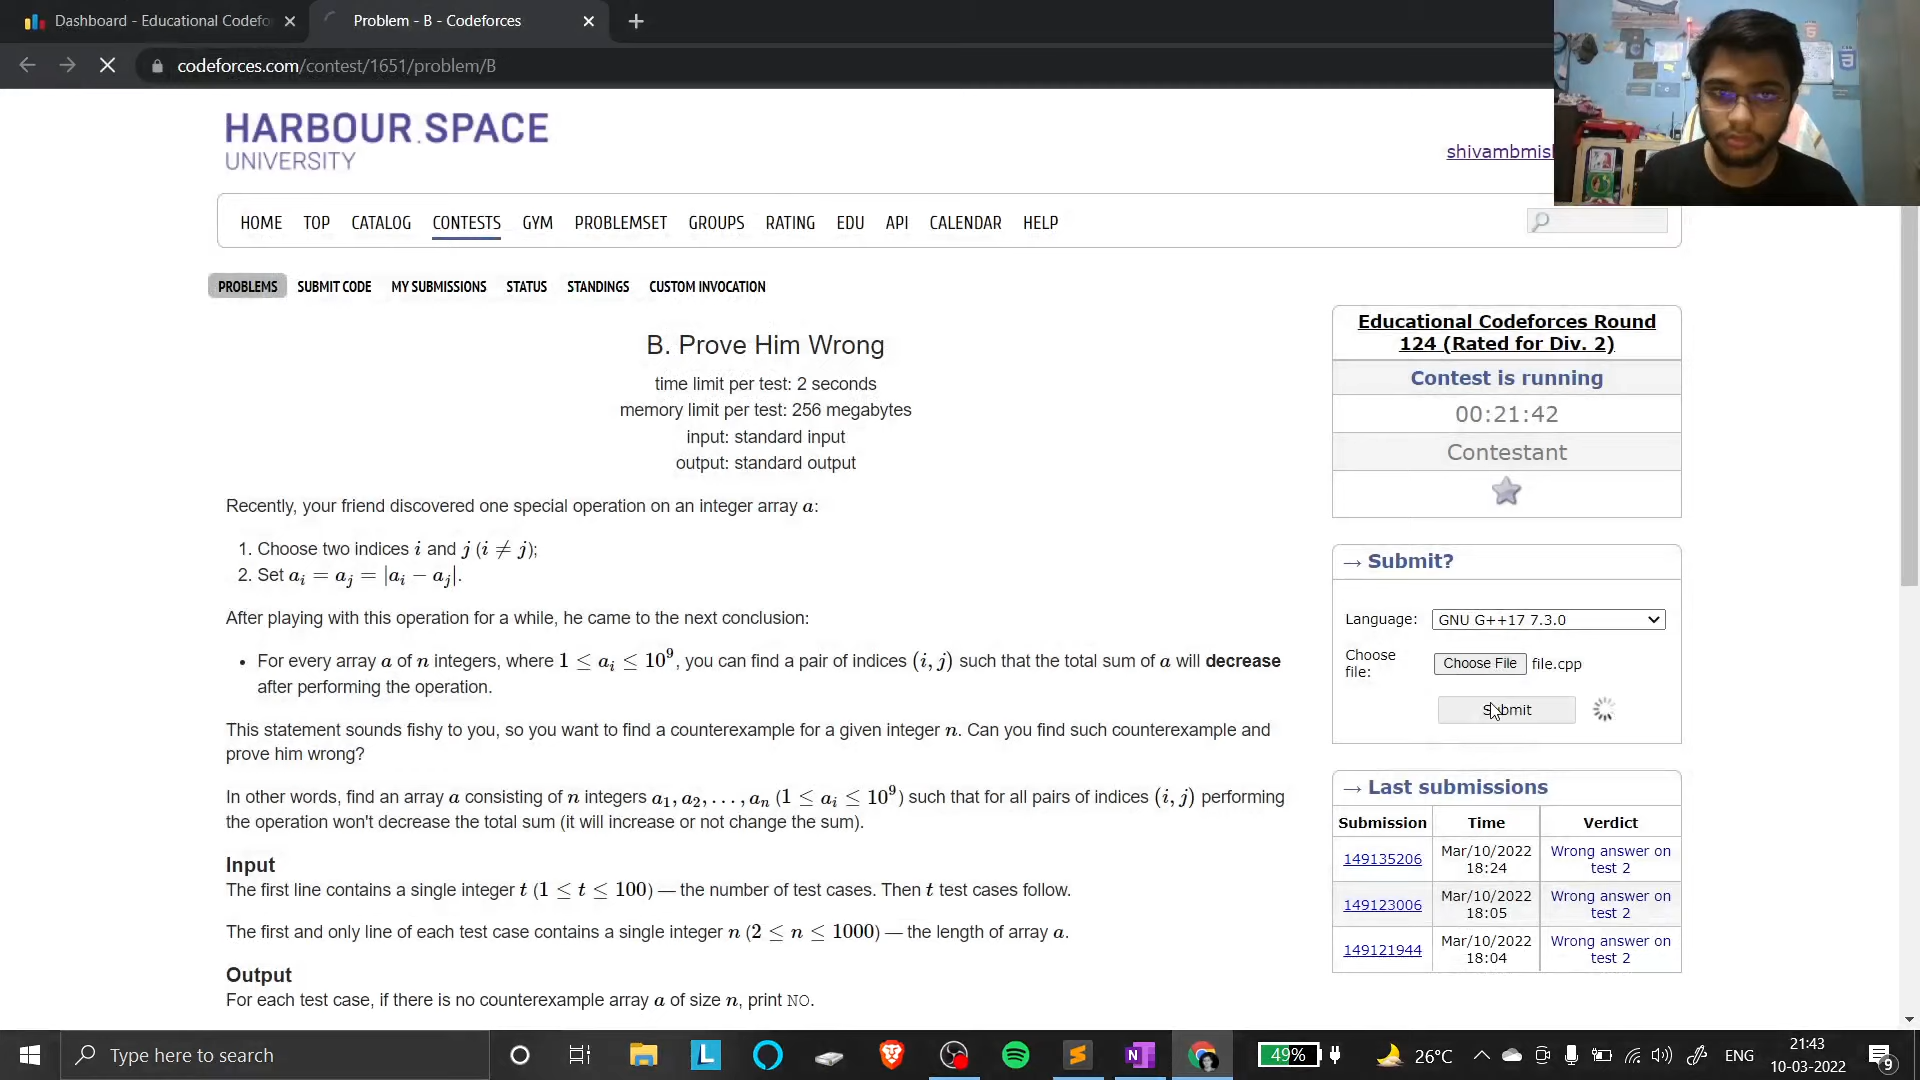 Dashboard - Educational Codefo
Problem - B - Codeforces
codeforces.com/contest/1651/problem/B
HARBOUR.SPACE
UNIVERSITY
shivambmis
HOME TOP CATALOG CONTESTS GYM PROBLEMSET GROUPS RATING EDU API CALENDAR HELP
PROBLEMS SUBMIT CODE MY SUBMISSIONS STATUS STANDINGS CUSTOM INVOCATION
B. Prove Him Wrong
time limit per test: 2 seconds
memory limit per test: 256 megabytes
input: standard input
output: standard output
Recently, your friend discovered one special operation on an integer array a:
1. Choose two indices i and j (i ≠ j);
2. Set a_i = a_j = |a_i − a_j|.
After playing with this operation for a while, he came to the next conclusion:
• For every array a of n integers, where 1 ≤ a_i ≤ 10^9, you can find a pair of indices (i, j) such that the total sum of a will decrease
after performing the operation.
This statement sounds fishy to you, so you want to find a counterexample for a given integer n. Can you find such counterexample and
prove him wrong?
In other words, find an array a consisting of n integers a_1, a_2, …, a_n (1 ≤ a_i ≤ 10^9) such that for all pairs of indices (i, j) performing
the operation won't decrease the total sum (it will increase or not change the sum).
Input
The first line contains a single integer t (1 ≤ t ≤ 100) — the number of test cases. Then t test cases follow.
The first and only line of each test case contains a single integer n (2 ≤ n ≤ 1000) — the length of array a.
Output
For each test case, if there is no counterexample array a of size n, print NO.
Educational Codeforces Round
124 (Rated for Div. 2)
Contest is running
00:21:42
Contestant
→ Submit?
Language: GNU G++17 7.3.0
Choose
file: Choose File file.cpp
Submit
→ Last submissions
Submission Time Verdict
149135206 Mar/10/2022 18:24 Wrong answer on test 2
149123006 Mar/10/2022 18:05 Wrong answer on test 2
149121944 Mar/10/2022 18:04 Wrong answer on test 2
Type here to search
49%
26°C
ENG
21:43
10-03-2022
9